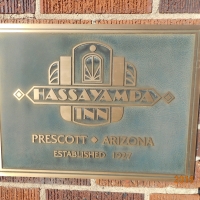 HASSAYAMPA
INN
PRESCOTT ◆ ARIZONA
ESTABLISHED 1927